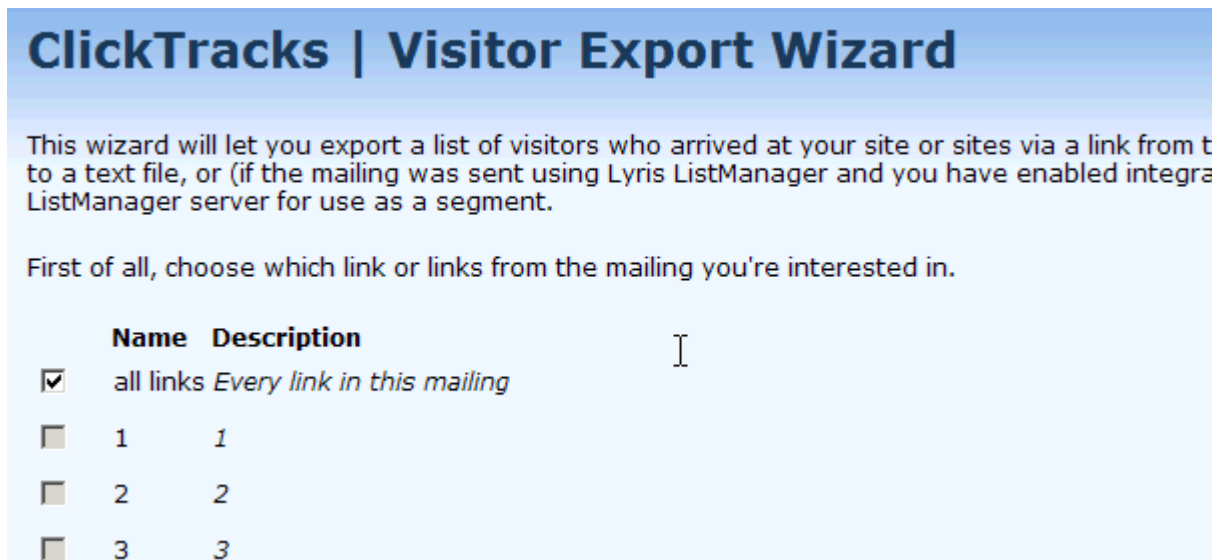 ClickTracks | Visitor Export Wizard
This wizard will let you export a list of visitors who arrived at your site or sites via a link from
to a text file, or (if the mailing was sent using Lyris ListManager and you have enabled
ListManager server for use as a segment.
First of all, choose which link or links from the mailing you're interested in.
Name Description
all links Every link in this mailing
1 1
2 2
3 3